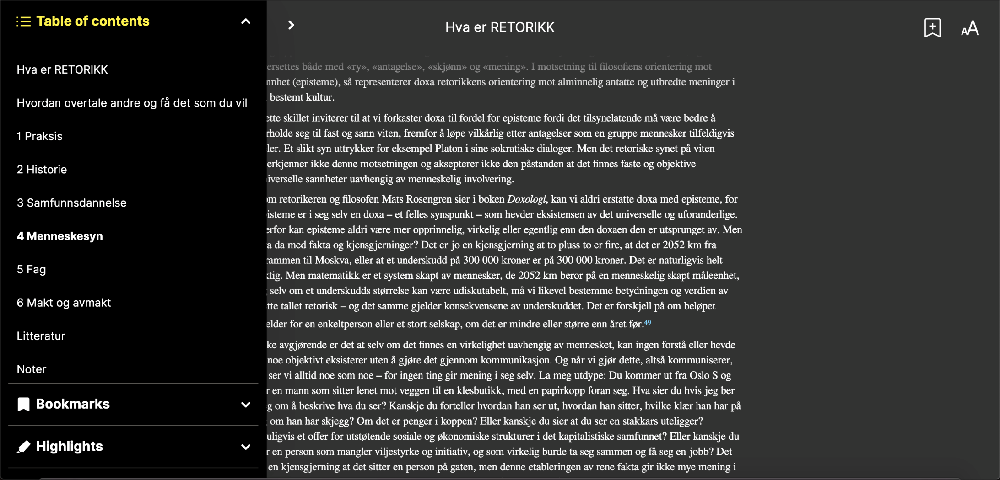 Table of contents
Hva er RETORIKK
Hvordan overtale andre og få det som du vil
1 Praksis
2 Historie
3 Samfunnsdannelse
4 Menneskesyn
5 Fag
6 Makt og avmakt
Litteratur
Noter
Bookmarks
Highlights
Hva er RETORIKK
AA
ersettes både med «ry», «antagelse», «skjønn» og «mening». I motsetning til filosofiens orientering mot
nnhet (episteme), så representerer doxa retorikkens orientering mot alminnelig antatte og utbredte meninger i
bestemt kultur.
ette skillet inviterer til at vi forkaster doxa til fordel for episteme fordi det tilsynelatende må være bedre å
rholde seg til fast og sann viten, fremfor å løpe vilkårlig etter antagelser som en gruppe mennesker tilfeldigvis
ler. Et slikt syn uttrykker for eksempel Platon i sine sokratiske dialoger. Men det retoriske synet på viten
erkjenner ikke denne motsetningen og aksepterer ikke den påstanden at det finnes faste og objektive
iverselle sannheter uavhengig av menneskelig involvering.
om retorikeren og filosofen Mats Rosengren sier i boken Doxologi, kan vi aldri erstatte doxa med episteme, for
isteme er i seg selv en doxa – et felles synspunkt – som hevder eksistensen av det universelle og uforanderlige.
erfor kan episteme aldri være mer opprinnelig, virkelig eller egentlig enn den doxaen den er utsprunget av. Men
a da med fakta og kjensgjerninger? Det er jo en kjensgjerning at to pluss to er fire, at det er 2052 km fra
rammen til Moskva, eller at et underskudd på 300 000 kroner er på 300 000 kroner. Det er naturligvis helt
ktig. Men matematikk er et system skapt av mennesker, de 2052 km beror på en menneskelig skapt måleenhet,
selv om et underskudds størrelse kan være udiskutabelt, må vi likevel bestemme betydningen og verdien av
tte tallet retorisk – og det samme gjelder konsekvensene av underskuddet. Det er forskjell på om beløpet
elder for en enkeltperson eller et stort selskap, om det er mindre eller større enn året før.49
ke avgjørende er det at selv om det finnes en virkelighet uavhengig av mennesket, kan ingen forstå eller hevde
noe objektivt eksisterer uten å gjøre det gjennom kommunikasjon. Og når vi gjør dette, altså kommuniserer,
ser vi alltid noe som noe – for ingen ting gir mening i seg selv. La meg utdype: Du kommer ut fra Oslo S og
r en mann som sitter lenet mot veggen til en klesbutikk, med en papirkopp foran seg. Hva sier du hvis jeg ber
g om å beskrive hva du ser? Kanskje du forteller hvordan han ser ut, hvordan han sitter, hvilke klær han har på
om han har skjegg? Om det er penger i koppen? Eller kanskje du sier at du ser en stakkars uteligger?
uligvis et offer for utstøtende sosiale og økonomiske strukturer i det kapitalistiske samfunnet? Eller kanskje du
r en person som mangler viljestyrke og initiativ, og som virkelig burde ta seg sammen og få seg en jobb? Det
en kjensgjerning at det sitter en person på gaten, men denne etableringen av rene fakta gir ikke mye mening i